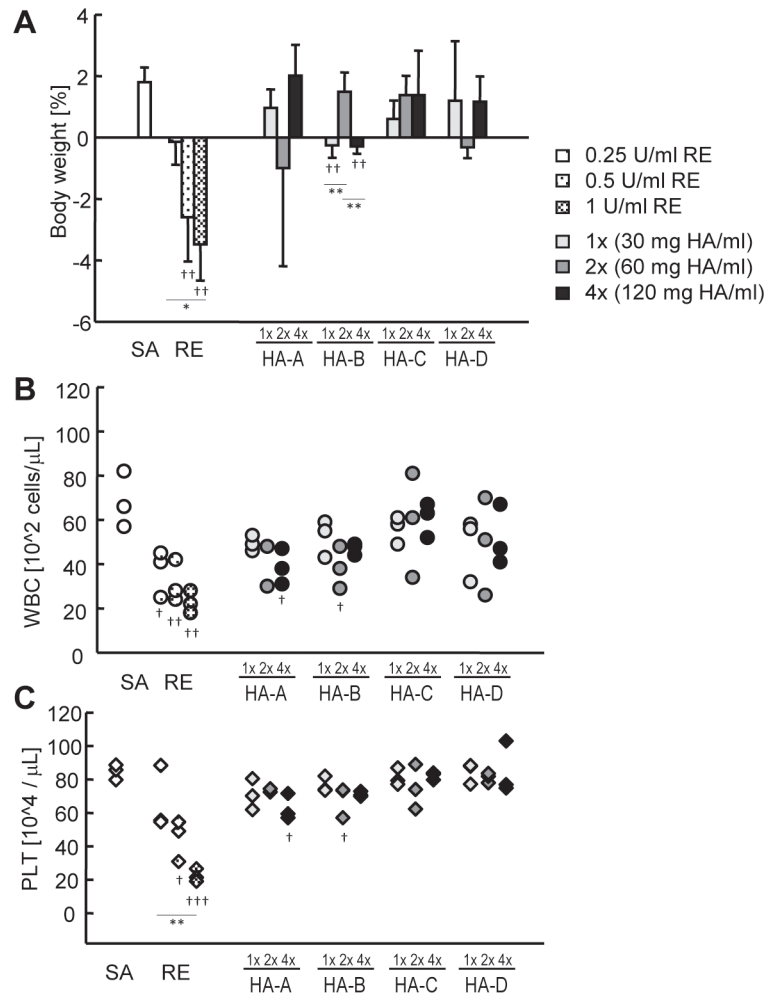 A
Body weight [%]
4
2
0
-2
-4
-6
††
††
*
††
**
††
**
SA RE
1x 2x 4x 1x 2x 4x 1x 2x 4x 1x 2x 4x
HA-A HA-B HA-C HA-D
0.25 U/ml RE
0.5 U/ml RE
1 U/ml RE
1x (30 mg HA/ml)
2x (60 mg HA/ml)
4x (120 mg HA/ml)
B
WBC [10^2 cells/μL]
120
100
80
60
40
20
0
†
††
††
†
†
SA RE
1x 2x 4x 1x 2x 4x 1x 2x 4x 1x 2x 4x
HA-A HA-B HA-C HA-D
C
PLT [10^4 / μL]
120
100
80
60
40
20
0
†
†††
**
†
†
SA RE
1x 2x 4x 1x 2x 4x 1x 2x 4x 1x 2x 4x
HA-A HA-B HA-C HA-D